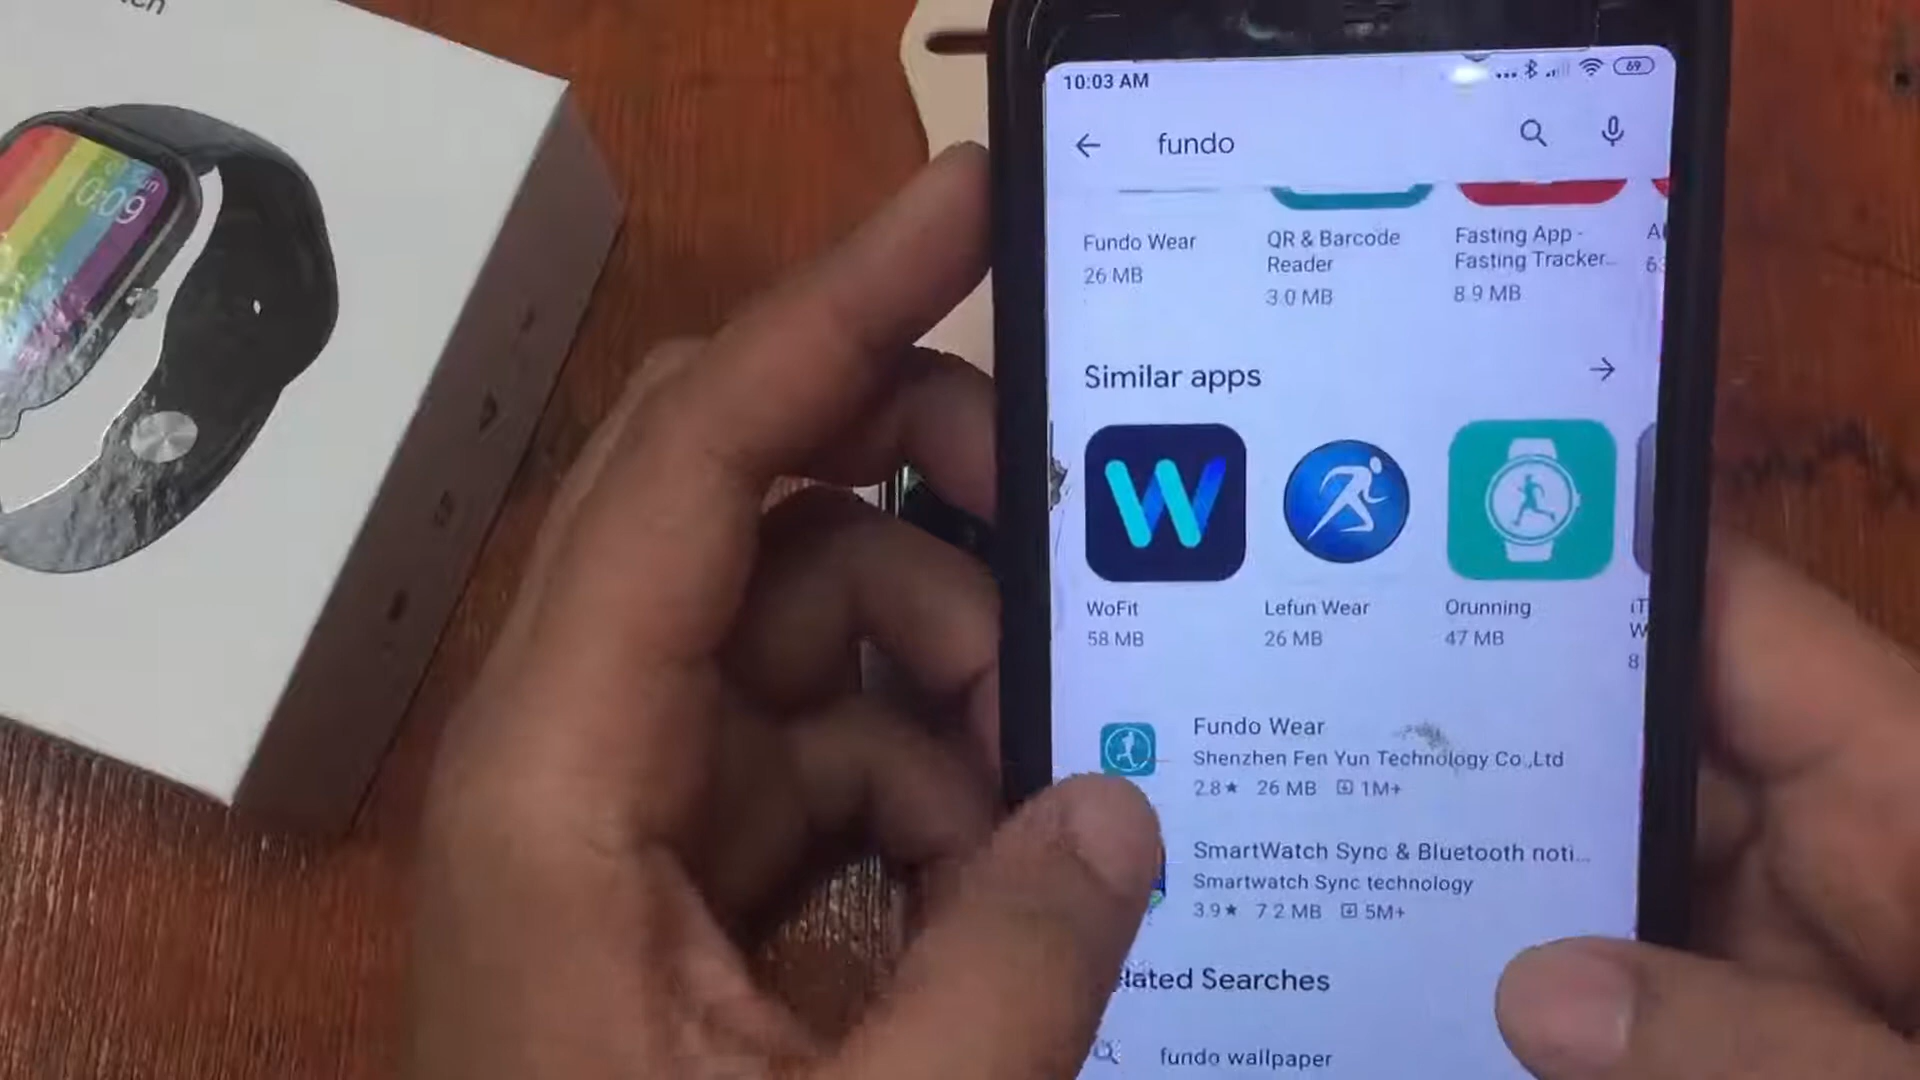 10:03 AM
69
fundo
Fundo Wear
26 MB
QR & Barcode
Reader
3.0 MB
Fasting App -
Fasting Tracker...
8.9 MB
Similar apps
WoFit
58 MB
Lefun Wear
26 MB
Orunning
47 MB
iT
W
8
Fundo Wear
Shenzhen Fen Yun Technology Co.,Ltd
2.8★ 26 MB 1M+
SmartWatch Sync & Bluetooth noti...
Smartwatch Sync technology
3.9★ 7.2 MB 5M+
lated Searches
fundo wallpaper